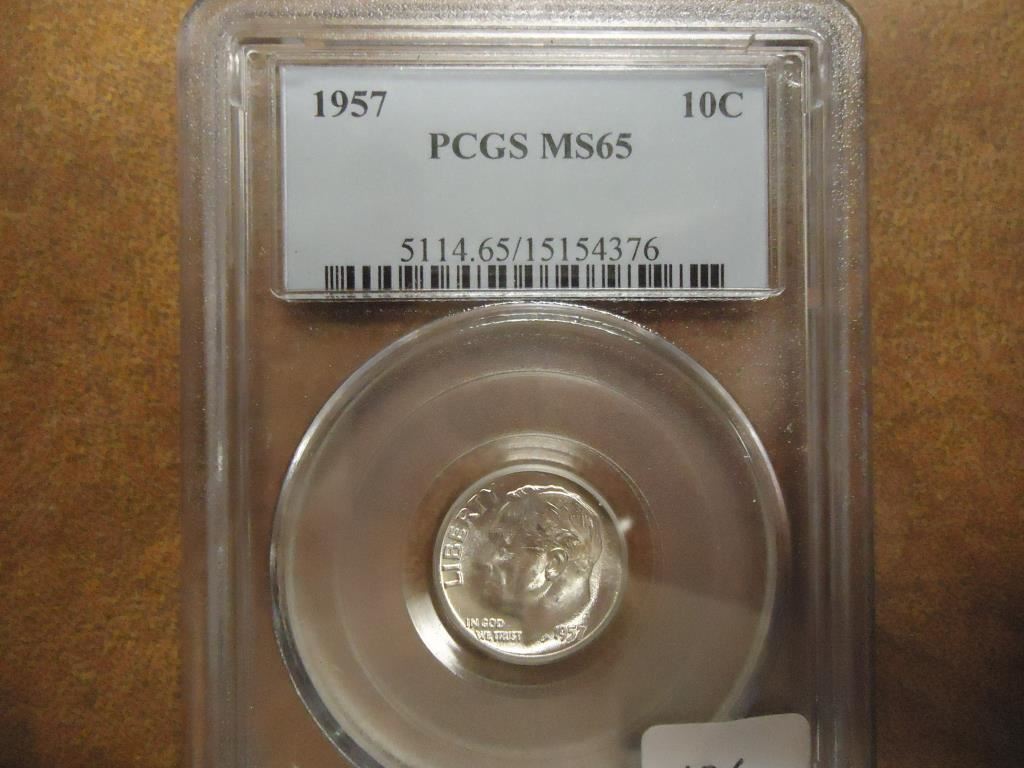 1957 10C
PCGS MS65
5114.65/15154376
LIBERTY
IN GOD
WE TRUST
1957